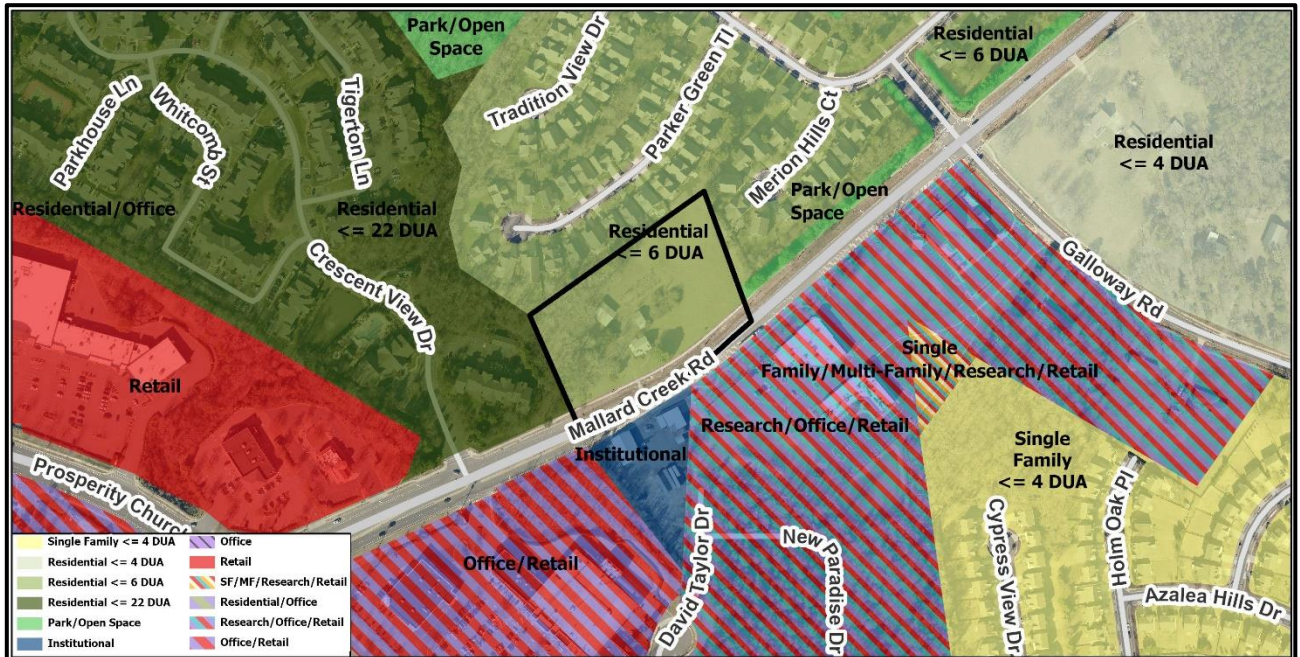 Park/Open
Space
Residential
<= 6 DUA
Tradition View Dr
Parker Green Tl
Merion Hills Ct
Parkhouse Ln
Whitcomb St
Tigerton Ln
Residential
<= 4 DUA
Residential/Office
Residential
<= 22 DUA
Park/Open
Space
Residential
<= 6 DUA
Crescent View Dr
Galloway Rd
Retail
Mallard Creek Rd
Single
Family/Multi-Family/Research/Retail
Research/Office/Retail
Institutional
Single
Family
<= 4 DUA
Prosperity Church
Holm Oak Pl
Cypress View Dr
New Paradise Dr
David Taylor Dr
Office/Retail
Azalea Hills Dr
Single Family <= 4 DUA
Residential <= 4 DUA
Residential <= 6 DUA
Residential <= 22 DUA
Park/Open Space
Institutional
Office
Retail
SF/MF/Research/Retail
Residential/Office
Research/Office/Retail
Office/Retail